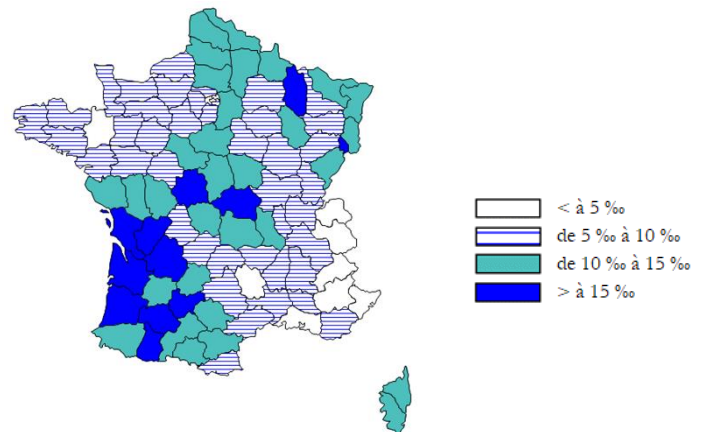 < à 5 ‰
de 5 ‰ à 10 ‰
de 10 ‰ à 15 ‰
> à 15 ‰